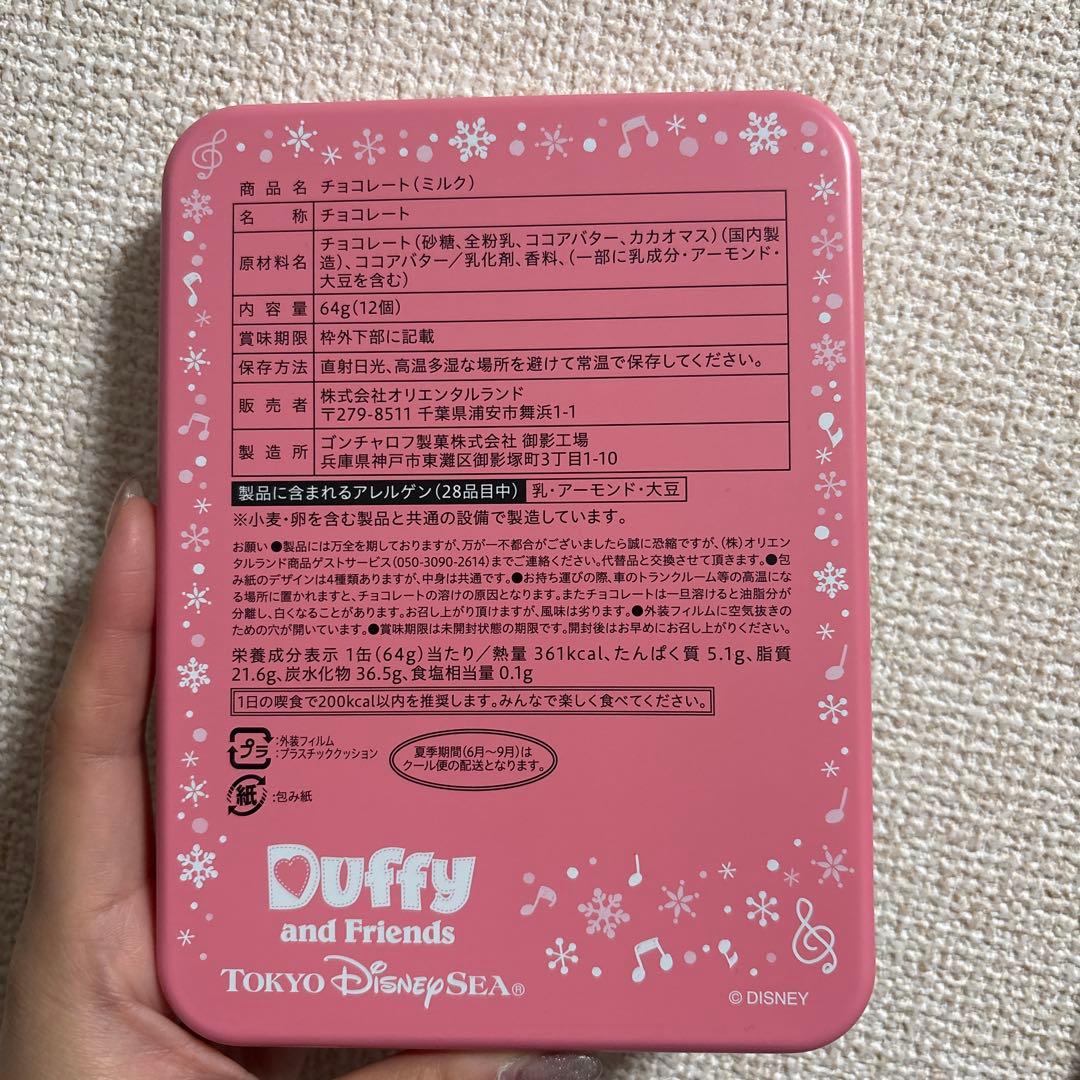 商品名 チョコレート(ミルク)
名称 チョコレート
原材料名 チョコレート(砂糖、全粉乳、ココアバター、カカオマス)(国内製
造)、ココアバター/乳化剤、香料、(一部に乳成分・アーモンド・
大豆を含む)
内容量 64g(12個)
賞味期限 枠外下部に記載
保存方法 直射日光、高温多湿な場所を避けて常温で保存してください。
販売者 株式会社オリエンタルランド
〒279-8511 千葉県浦安市舞浜1-1
製造所 ゴンチャロフ製菓株式会社 御影工場
兵庫県神戸市東灘区御影塚町3丁目1-10
製品に含まれるアレルゲン(28品目中) 乳・アーモンド・大豆
※小麦・卵を含む製品と共通の設備で製造しています。
お願い ●製品には万全を期しておりますが、万が一不都合がございましたら誠に恐縮ですが、(株)オリエン
タルランド商品ゲストサービス(050-3090-2614)までご連絡ください。代替品と交換させて頂きます。●包
み紙のデザインは4種類ありますが、中身は共通です。●お持ち運びの際、車のトランクルーム等の高温にな
る場所に置かれますと、チョコレートの溶けの原因となります。またチョコレートは一旦溶けると油脂分が
分離し、白くなることがあります。お召し上がり頂けますが、風味は劣ります。●外装フィルムに空気抜きの
ための穴が開いています。●賞味期限は未開封状態の期限です。開封後はお早めにお召し上がりください。
栄養成分表示 1缶(64g)当たり/熱量 361kcal、たんぱく質 5.1g、脂質
21.6g、炭水化物 36.5g、食塩相当量 0.1g
1日の喫食で200kcal以内を推奨します。みんなで楽しく食べてください。
プラ :外装フィルム
:プラスチッククッション
紙 :包み紙
夏季期間(6月~9月)は
クール便の配送となります。
Duffy
and Friends
TOKYO DisneySEA®
© DISNEY